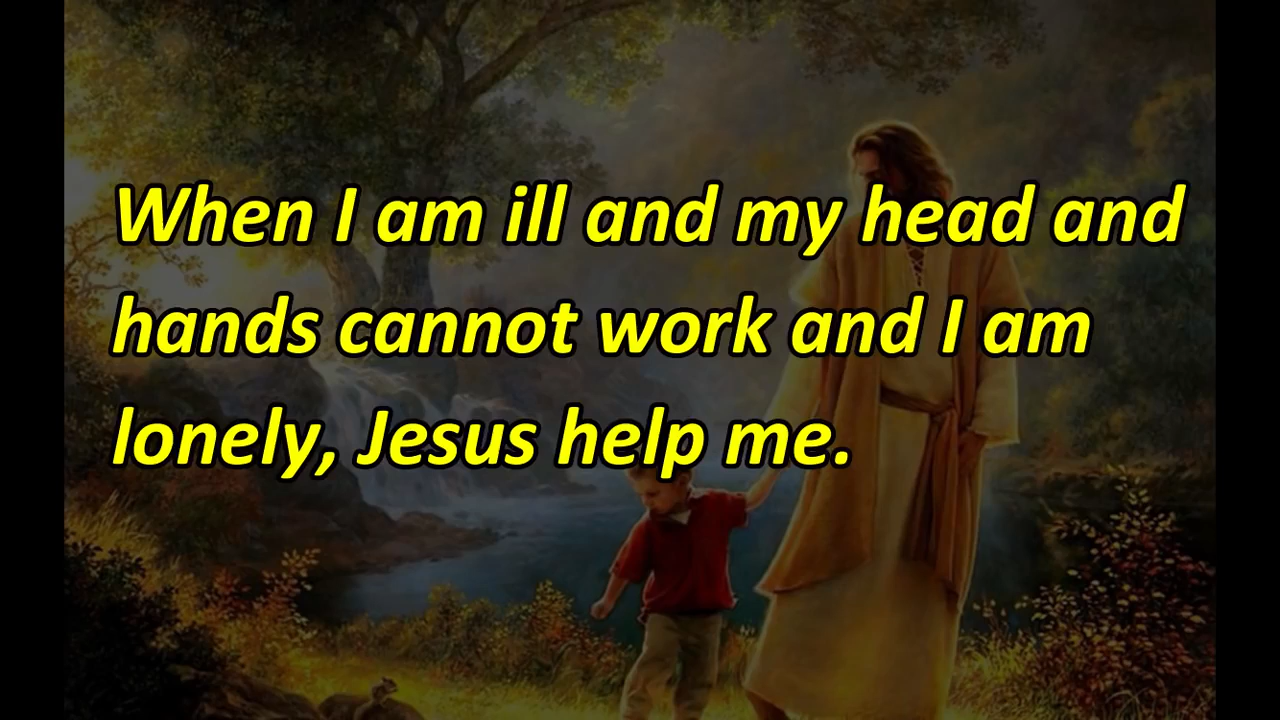 When I am ill and my head and
hands cannot work and I am
lonely, Jesus help me.